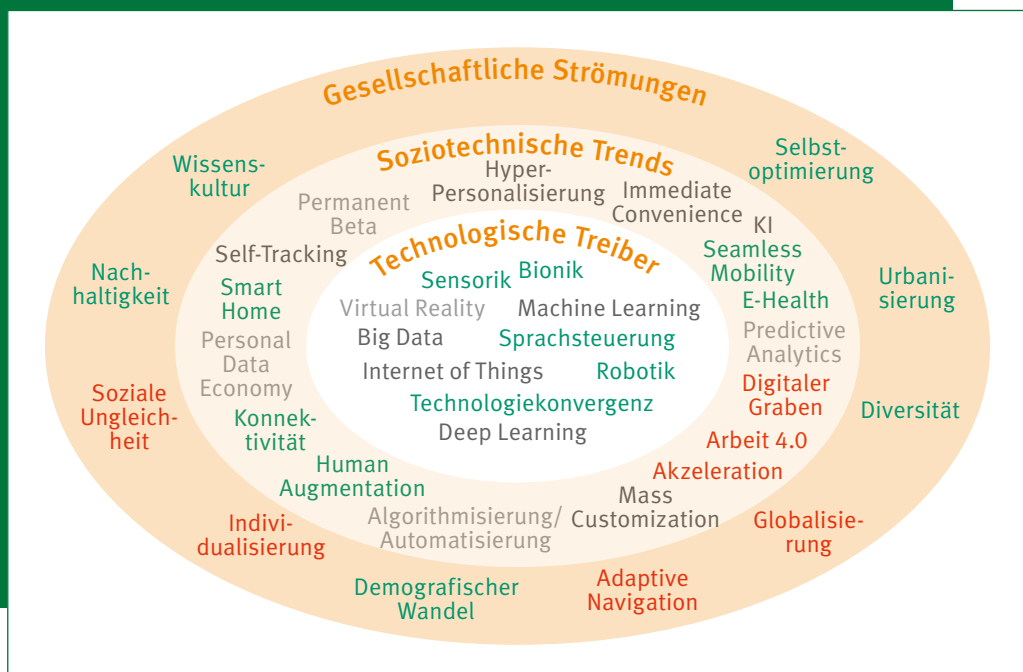 Gesellschaftliche Strömungen
Wissens-
kultur
Nach-
haltigkeit
Soziale
Ungleich-
heit
Indivi-
dualisierung
Demografischer
Wandel
Adaptive
Navigation
Globalisie-
rung
Diversität
Urbani-
sierung
Selbst-
optimierung
Soziotechnische Trends
Hyper-
Personalisierung
Immediate
Convenience
KI
Seamless
Mobility
E-Health
Predictive
Analytics
Digitaler
Graben
Arbeit 4.0
Akzeleration
Mass
Customization
Algorithmisierung/
Automatisierung
Human
Augmentation
Konnek-
tivität
Personal
Data
Economy
Smart
Home
Self-Tracking
Permanent
Beta
Technologische Treiber
Sensorik
Bionik
Virtual Reality
Machine Learning
Big Data
Sprachsteuerung
Internet of Things
Robotik
Technologiekonvergenz
Deep Learning